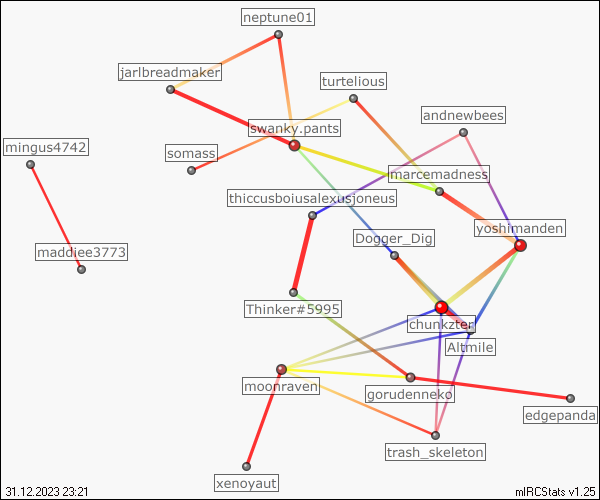 neptune01
jarlbreadmaker
turtelious
andnewbees
swanky.pants
mingus4742
somass
marcemadness
thiccusboiusalexusjoneus
yoshimanden
Dogger_Dig
maddiee3773
Thinker#5995
chunkzter
Altmile
moonraven
gorudenneko
edgepanda
trash_skeleton
xenoyaut
31.12.2023 23:21
mIRCStats v1.25